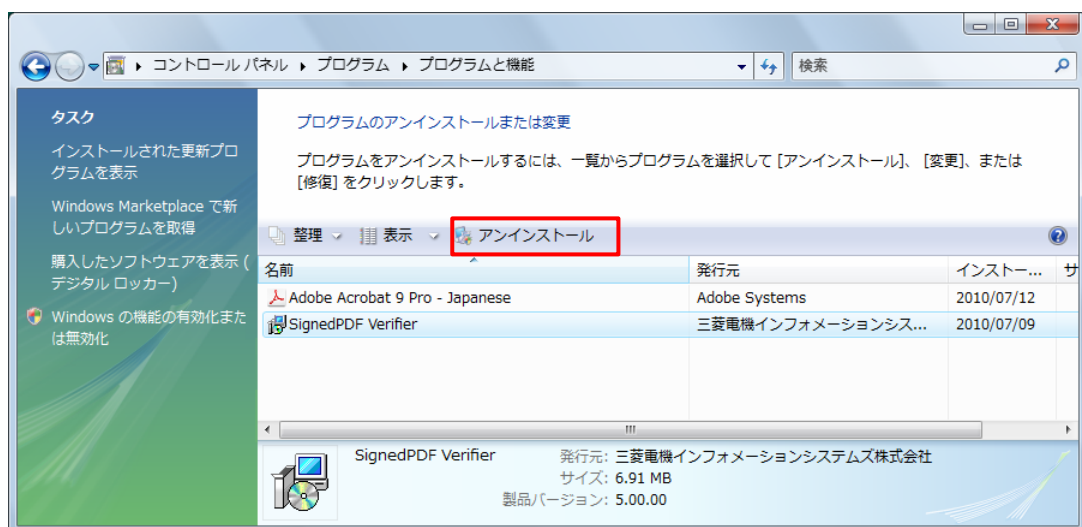 コントロール パネル ▸ プログラム ▸ プログラムと機能
検索
タスク
インストールされた更新プロ
グラムを表示
Windows Marketplace で新
しいプログラムを取得
購入したソフトウェアを表示 (
デジタル ロッカー)
Windows の機能の有効化また
は無効化
プログラムのアンインストールまたは変更
プログラムをアンインストールするには、一覧からプログラムを選択して [アンインストール]、 [変更]、または
[修復] をクリックします。
整理 表示 アンインストール
名前 発行元 インストー... サ
Adobe Acrobat 9 Pro - Japanese Adobe Systems 2010/07/12
SignedPDF Verifier 三菱電機インフォメーションシス... 2010/07/09
SignedPDF Verifier 発行元: 三菱電機インフォメーションシステムズ株式会社
サイズ: 6.91 MB
製品バージョン: 5.00.00